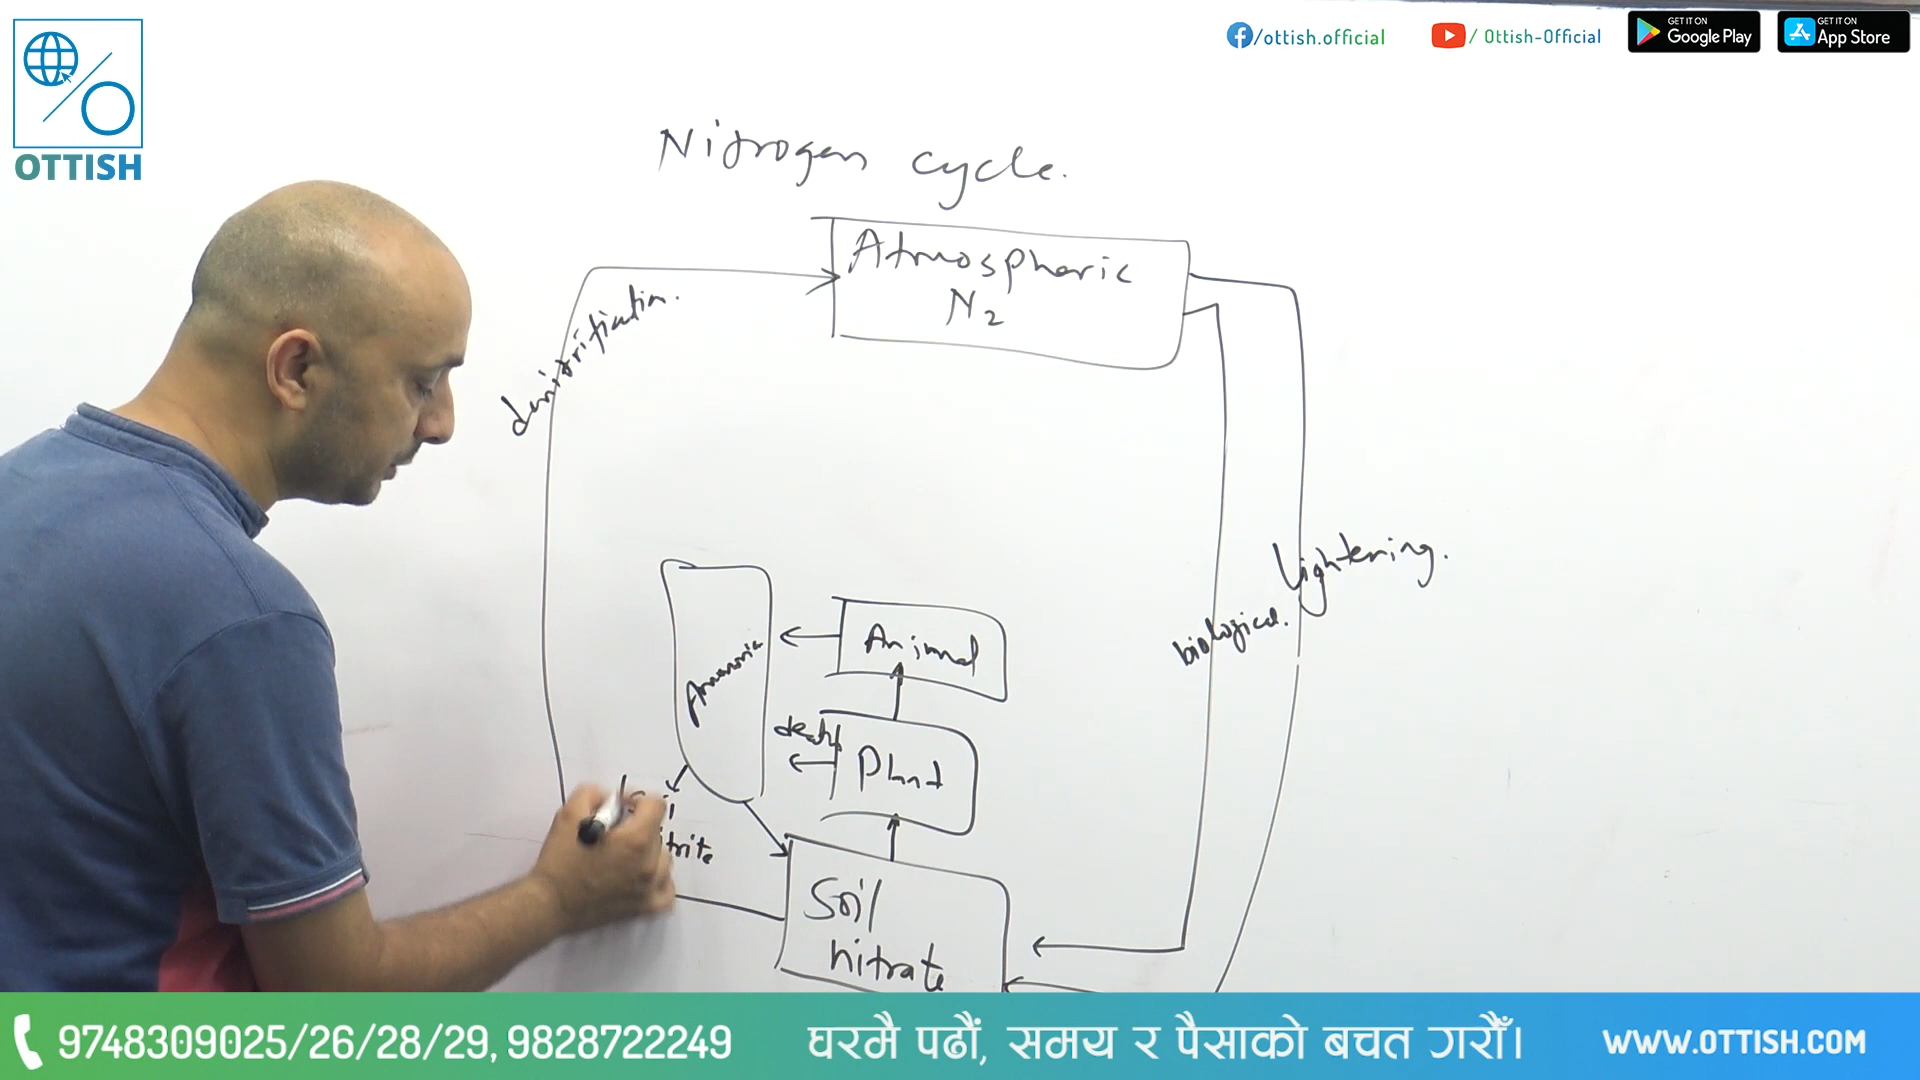 /ottish.official
/ Ottish-Official
GET IT ON
Google Play
GET IT ON
App Store
OTTISH
Nitrogen cycle.
Atmospheric
N2
denitrification.
Lightening.
biological.
Ammonia
Animal
death
Plant
Soil
nitrate
9748309025/26/28/29, 9828722249
घरमै पढौं, समय र पैसाको बचत गरौँ।
WWW.OTTISH.COM